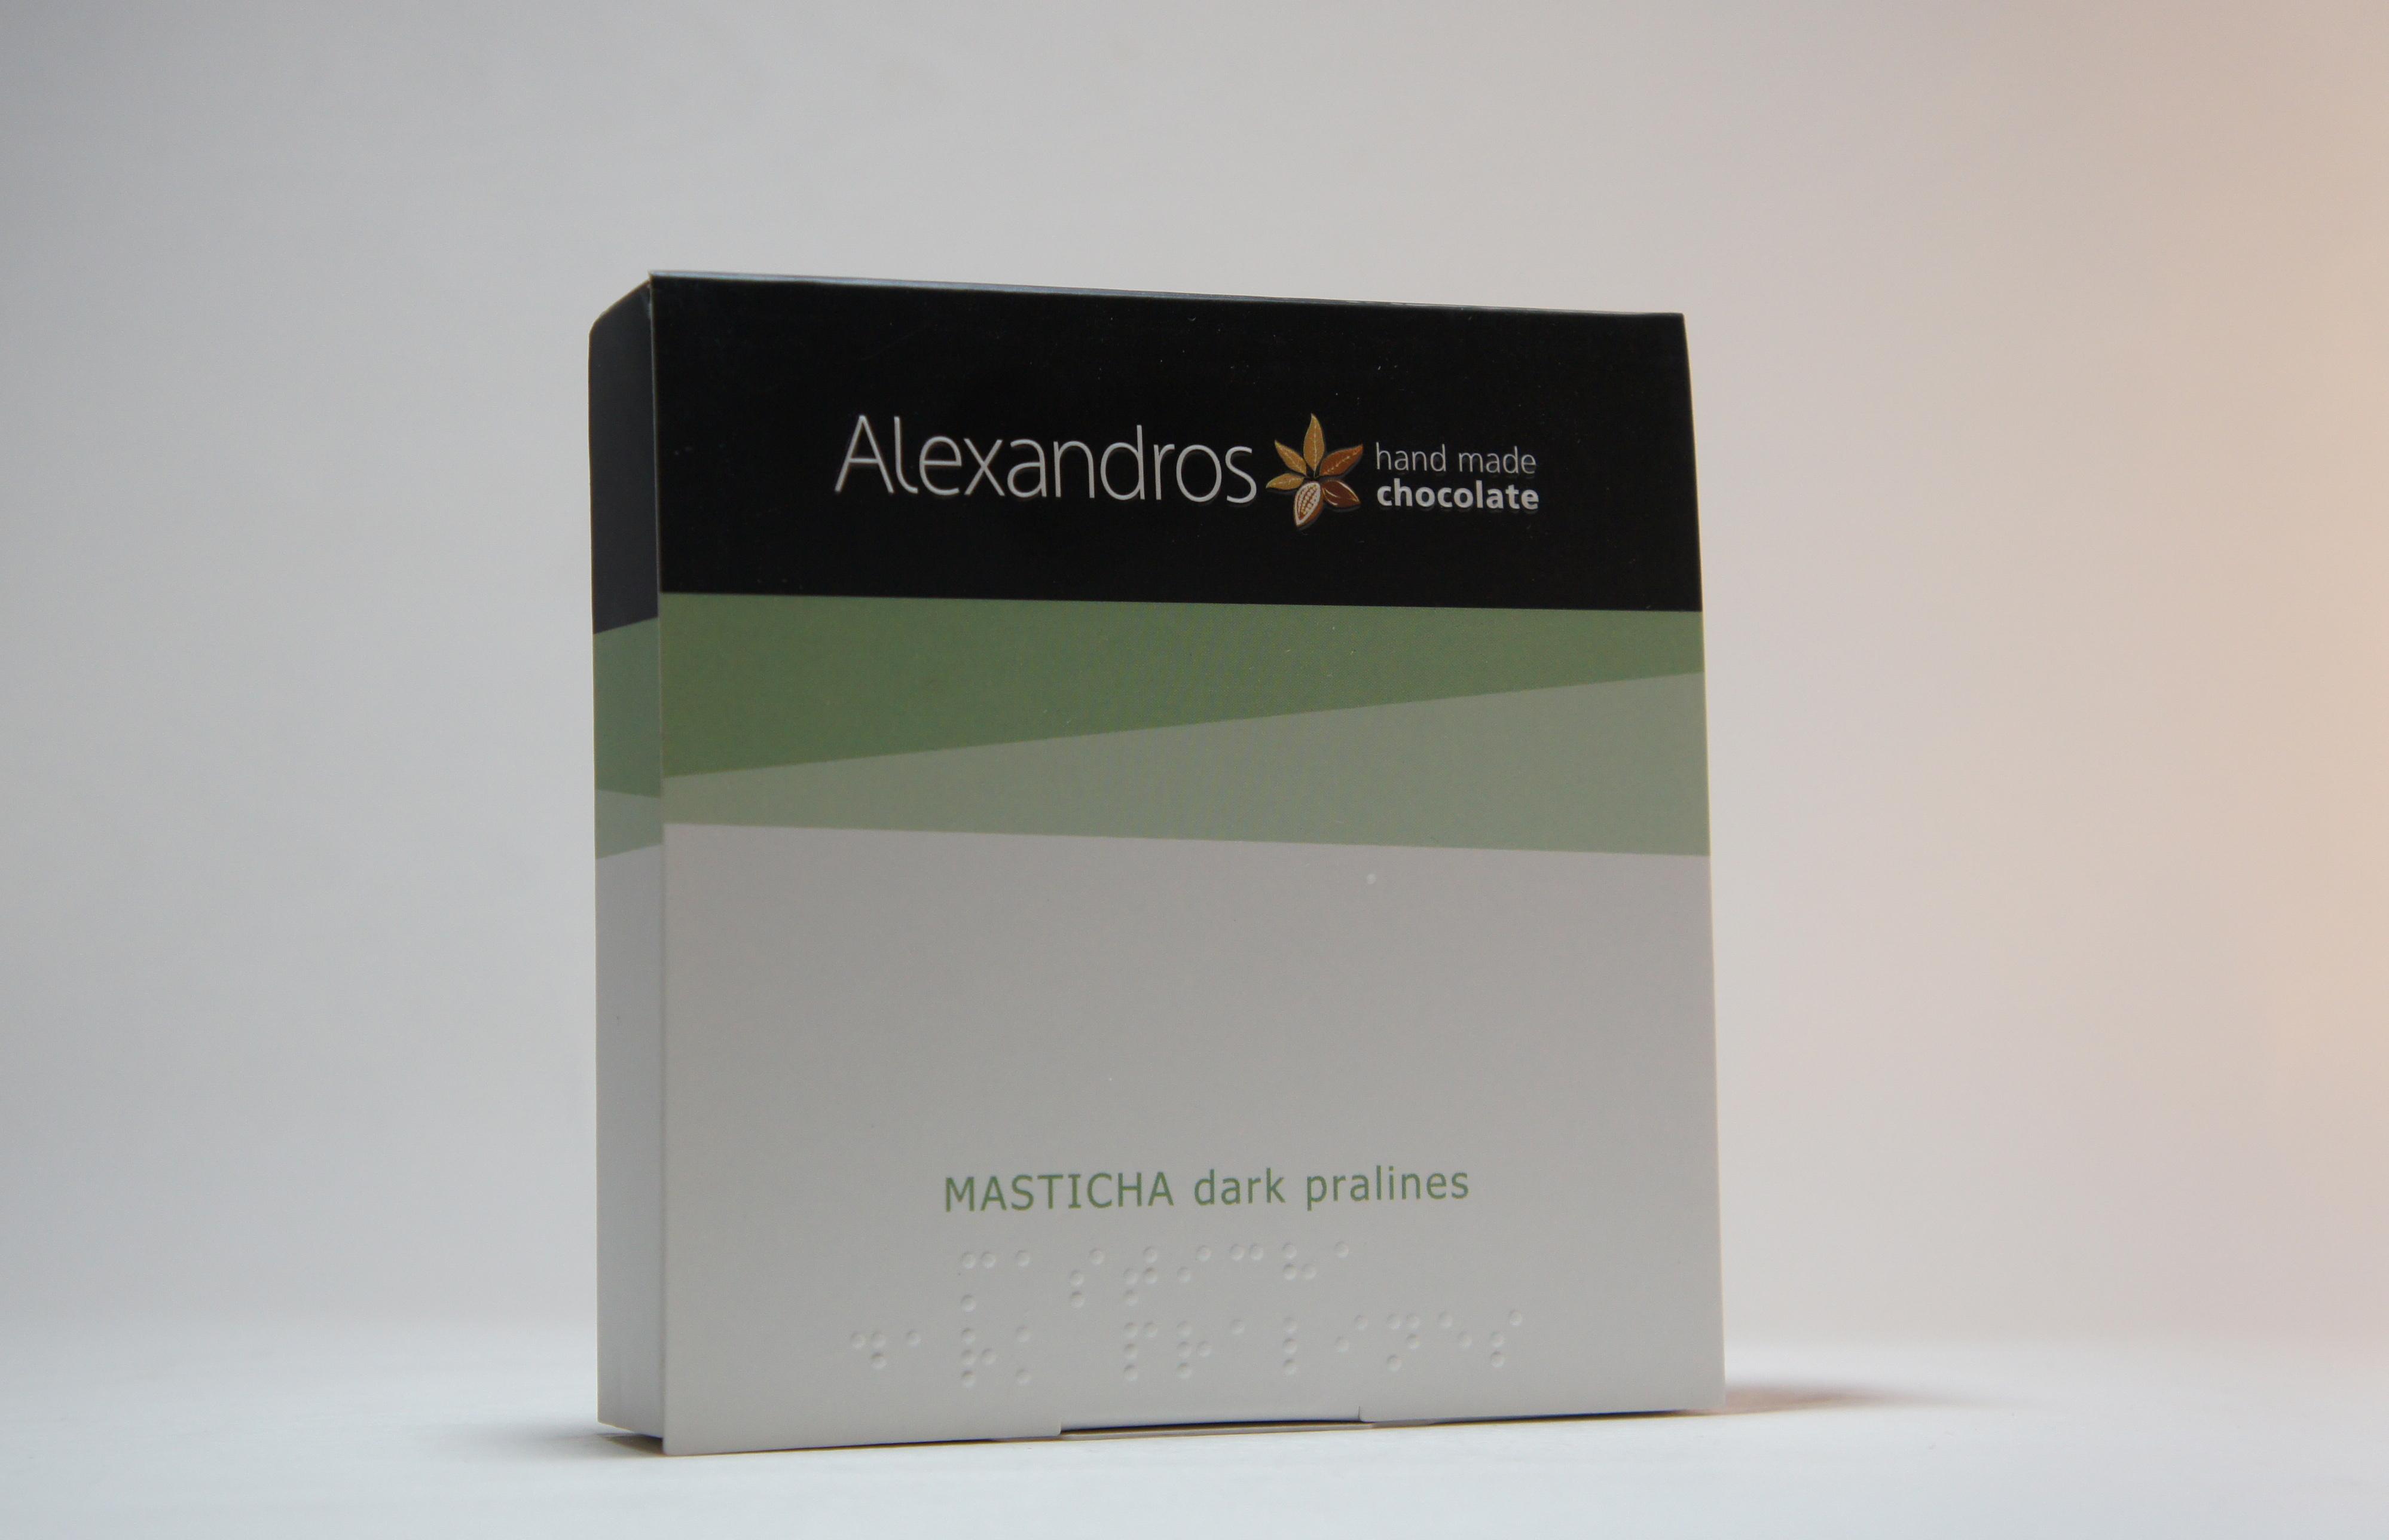 Alexandros hand made
chocolate
MASTICHA dark pralines
⠍⠁⠎⠞⠊⠉⠓⠁
⠙⠁⠗⠅ ⠏⠗⠁⠇⠊⠝⠑⠎